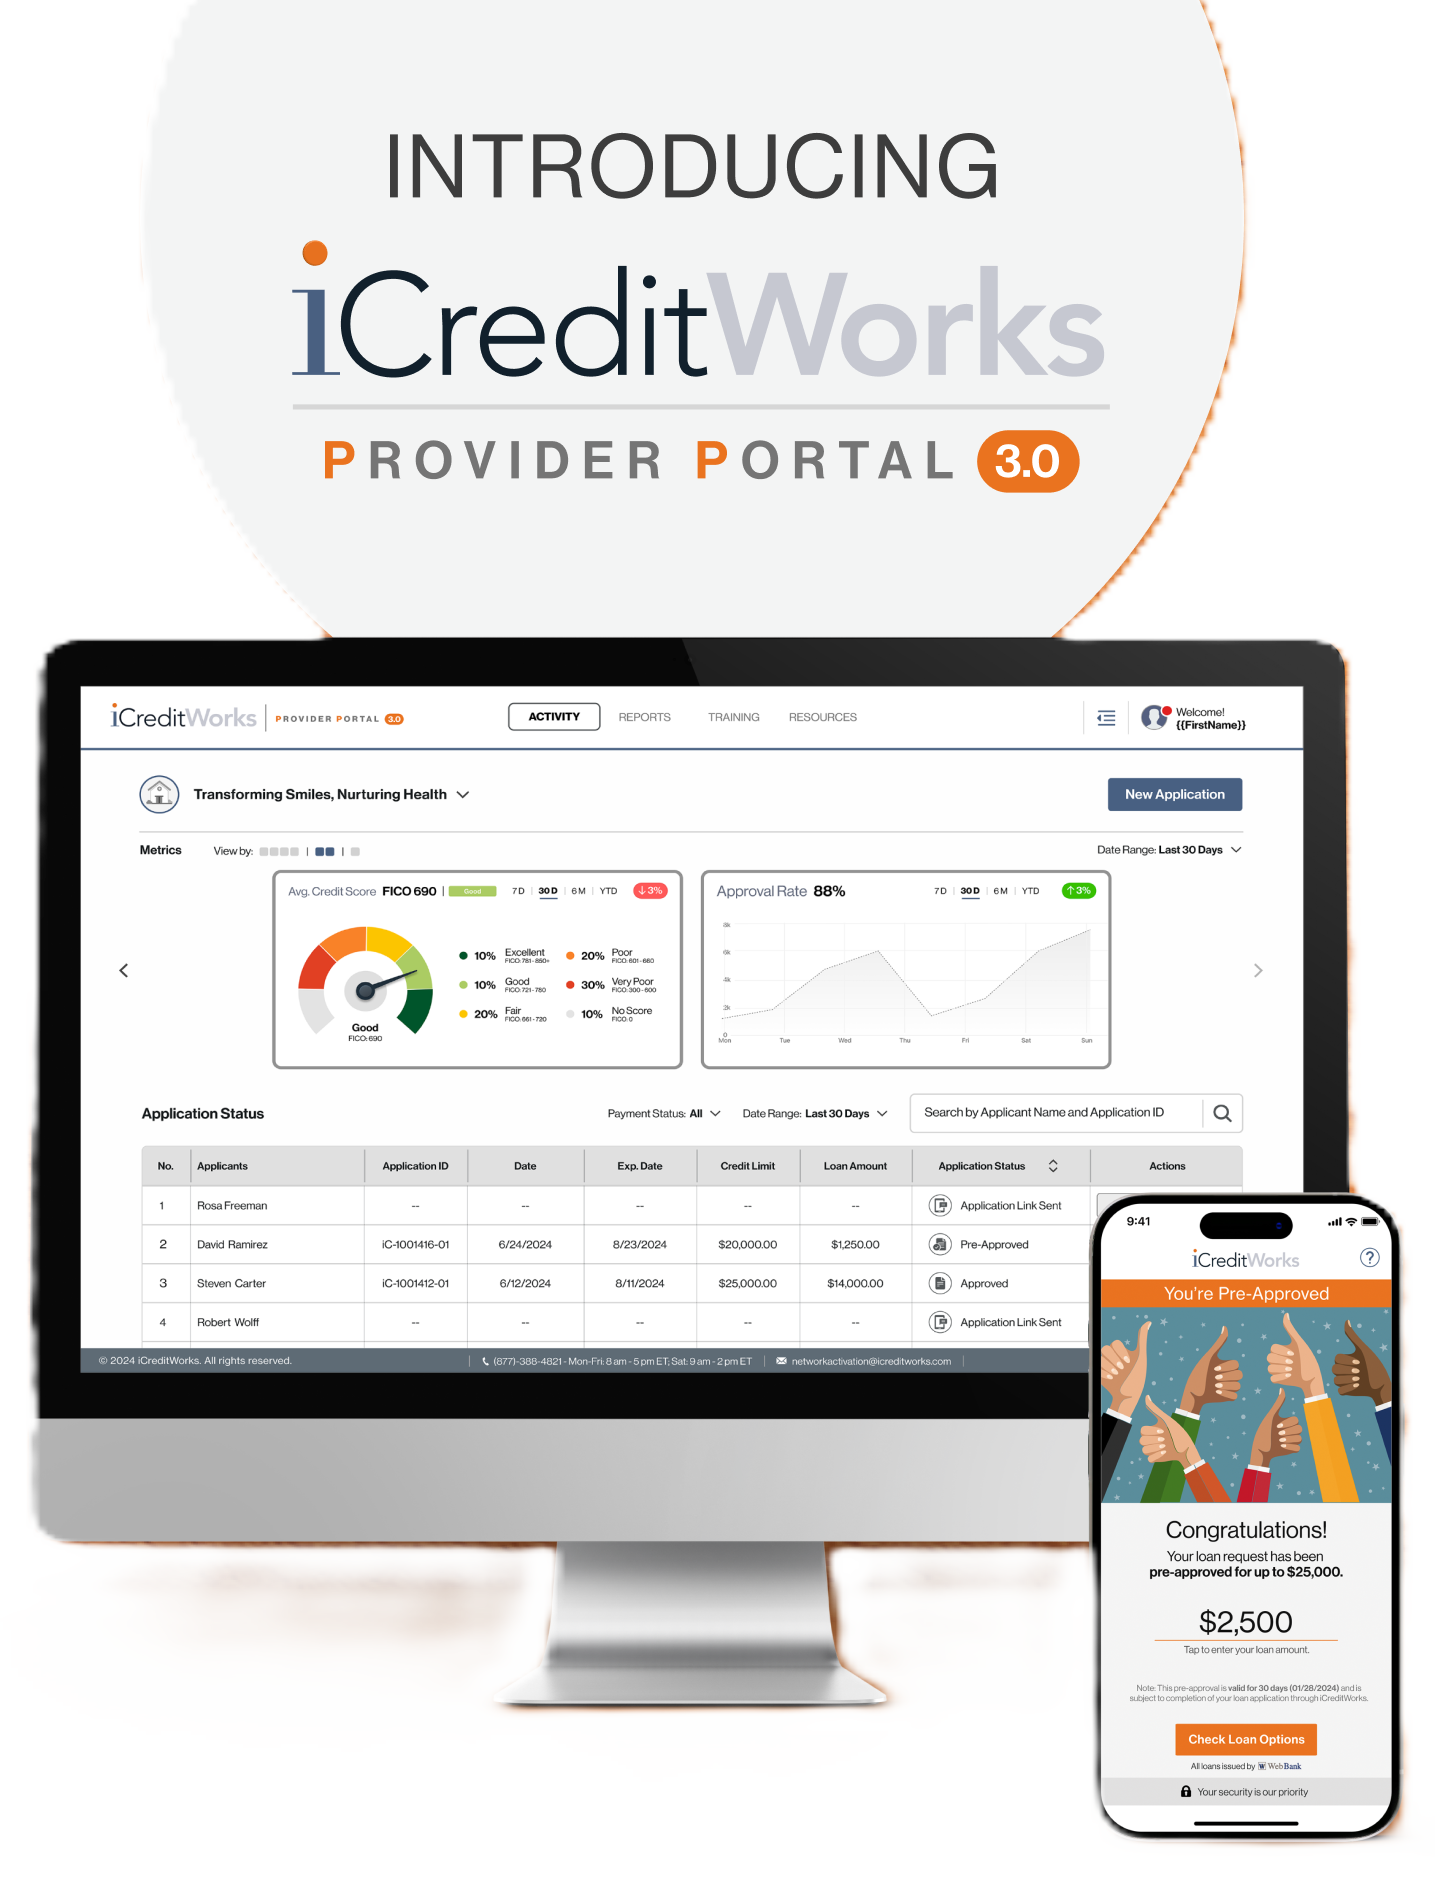 INTRODUCING
iCreditWorks
PROVIDER PORTAL 3.0
iCreditWorks PROVIDER PORTAL 3.0 ACTIVITY REPORTS TRAINING RESOURCES Welcome!
{{FirstName}}
Transforming Smiles, Nurturing Health New Application
Metrics View by: Date Range: Last 30 Days
Avg. Credit Score FICO 690 | Good 7D | 30D | 6M | YTD ↓3%
10% Excellent FICO: 781 - 850+
20% Poor FICO: 601 - 660
10% Good FICO: 721 - 780
30% Very Poor FICO: 300 - 600
20% Fair FICO: 661 - 720
10% No Score FICO: 0
Good
FICO: 690
Approval Rate 88% 7D | 30D | 6M | YTD ↑3%
8k
6k
4k
2k
0
Mon Tue Wed Thu Fri Sat Sun
Application Status Payment Status: All Date Range: Last 30 Days Search by Applicant Name and Application ID
No. Applicants Application ID Date Exp. Date Credit Limit Loan Amount Application Status Actions
1 Rosa Freeman -- -- -- -- -- Application Link Sent
2 David Ramirez iC-1001416-01 6/24/2024 8/23/2024 $20,000.00 $1,250.00 Pre-Approved
3 Steven Carter iC-1001412-01 6/12/2024 8/11/2024 $25,000.00 $14,000.00 Approved
4 Robert Wolff -- -- -- -- -- Application Link Sent
© 2024 iCreditWorks. All rights reserved. | (877)-388-4821 - Mon-Fri: 8 am - 5 pm ET; Sat: 9 am - 2 pm ET | networkactivation@icreditworks.com |
9:41
iCreditWorks ?
You're Pre-Approved
Congratulations!
Your loan request has been
pre-approved for up to $25,000.
$2,500
Tap to enter your loan amount.
Note: This pre-approval is valid for 30 days (01/28/2024) and is
subject to completion of your loan application through iCreditWorks.
Check Loan Options
All loans issued by W WebBank
Your security is our priority